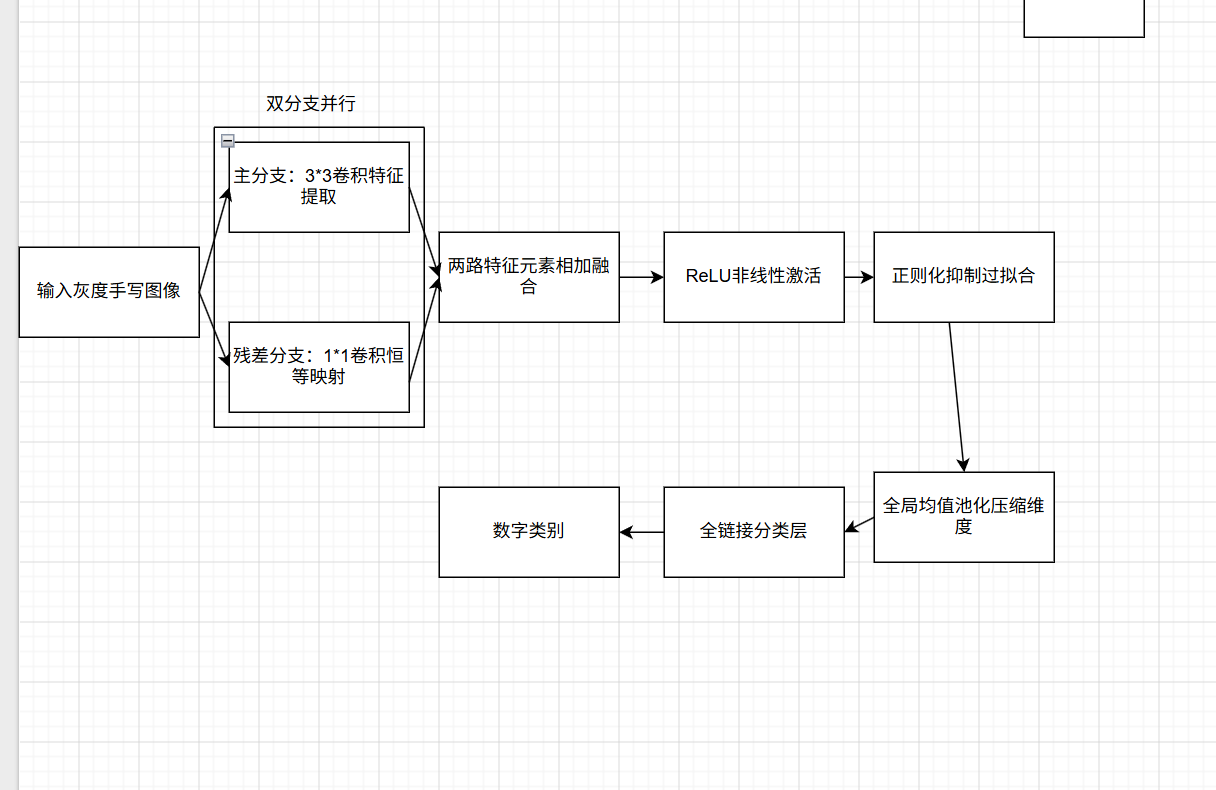 双分支并行
主分支：3*3卷积特征
提取
输入灰度手写图像
残差分支：1*1卷积恒
等映射
两路特征元素相加融
合
ReLU非线性激活
正则化抑制过拟合
全局均值池化压缩维
度
全链接分类层
数字类别